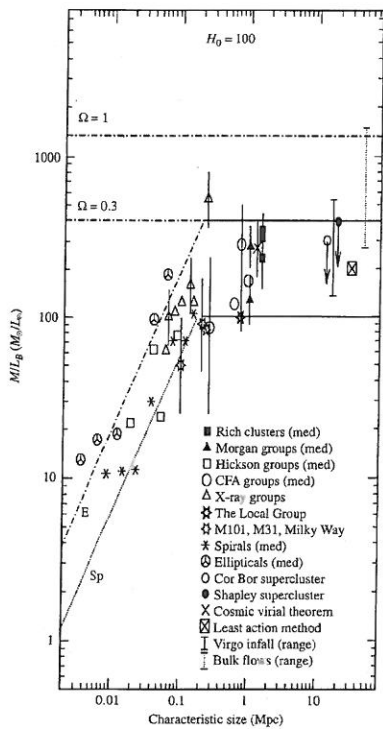 H₀ = 100
Ω = 1
1000
Ω = 0.3
M/L_B (M⊙/L⊙)
100
Rich clusters (med)
Morgan groups (med)
Hickson groups (med)
CFA groups (med)
X-ray groups
The Local Group
M101, M31, Milky Way
Spirals (med)
Ellipticals (med)
Cor Bor supercluster
Shapley supercluster
Cosmic virial theorem
Least action method
Virgo infall (range)
Bulk flows (range)
10
E
Sp
1
0.01 0.1 1 10
Characteristic size (Mpc)